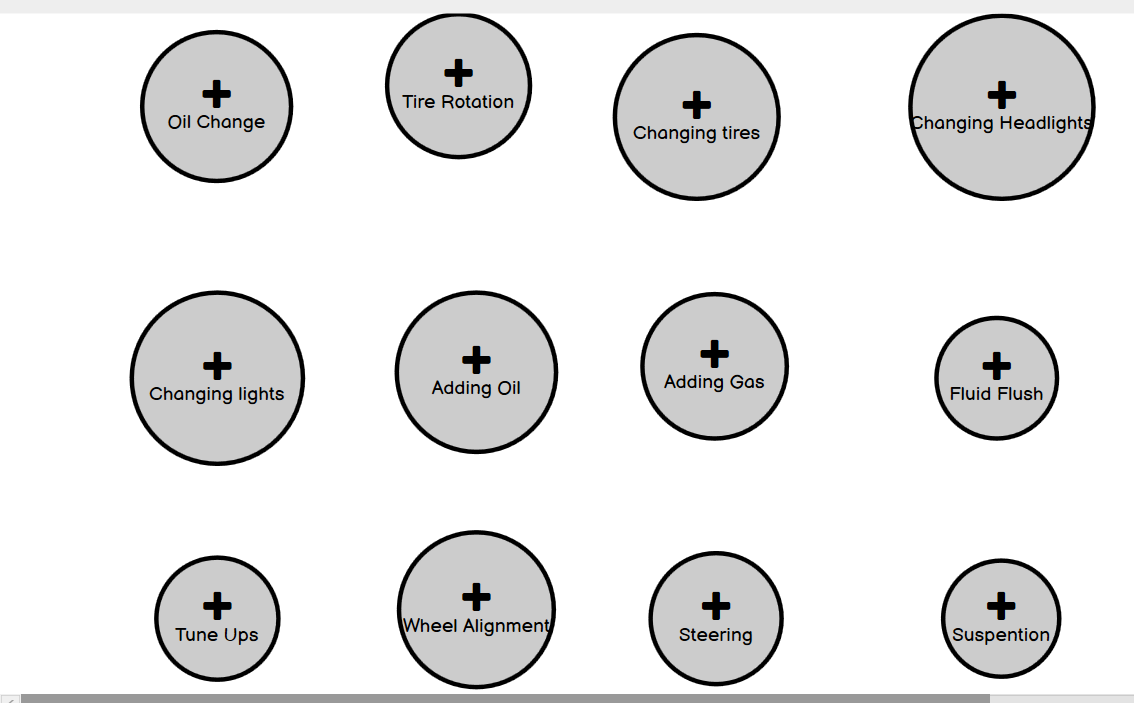 Oil Change
Tire Rotation
Changing tires
Changing Headlights
Changing lights
Adding Oil
Adding Gas
Fluid Flush
Tune Ups
Wheel Alignment
Steering
Suspention